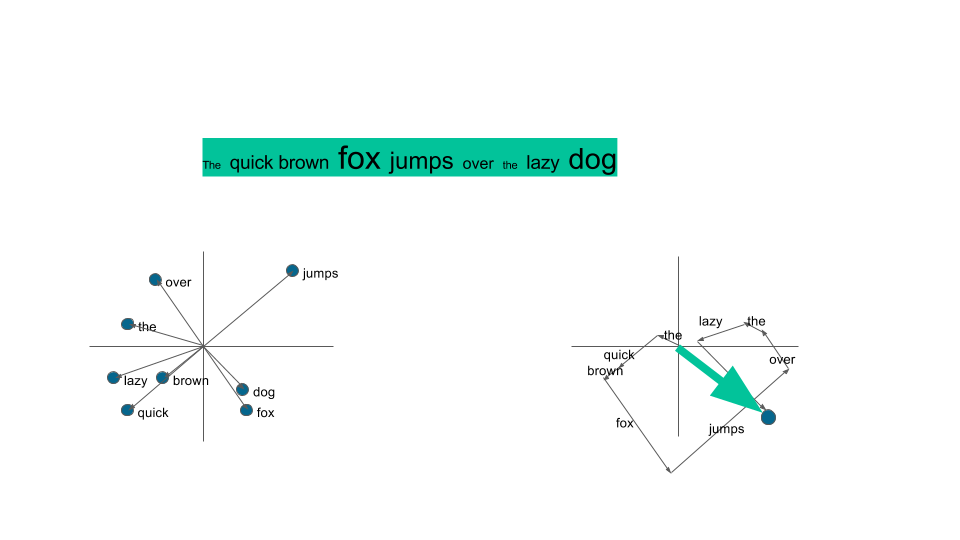 The quick brown fox jumps over the lazy dog
over
jumps
the
lazy
brown
quick
dog
fox
lazy
the
the
quick
over
brown
fox
jumps